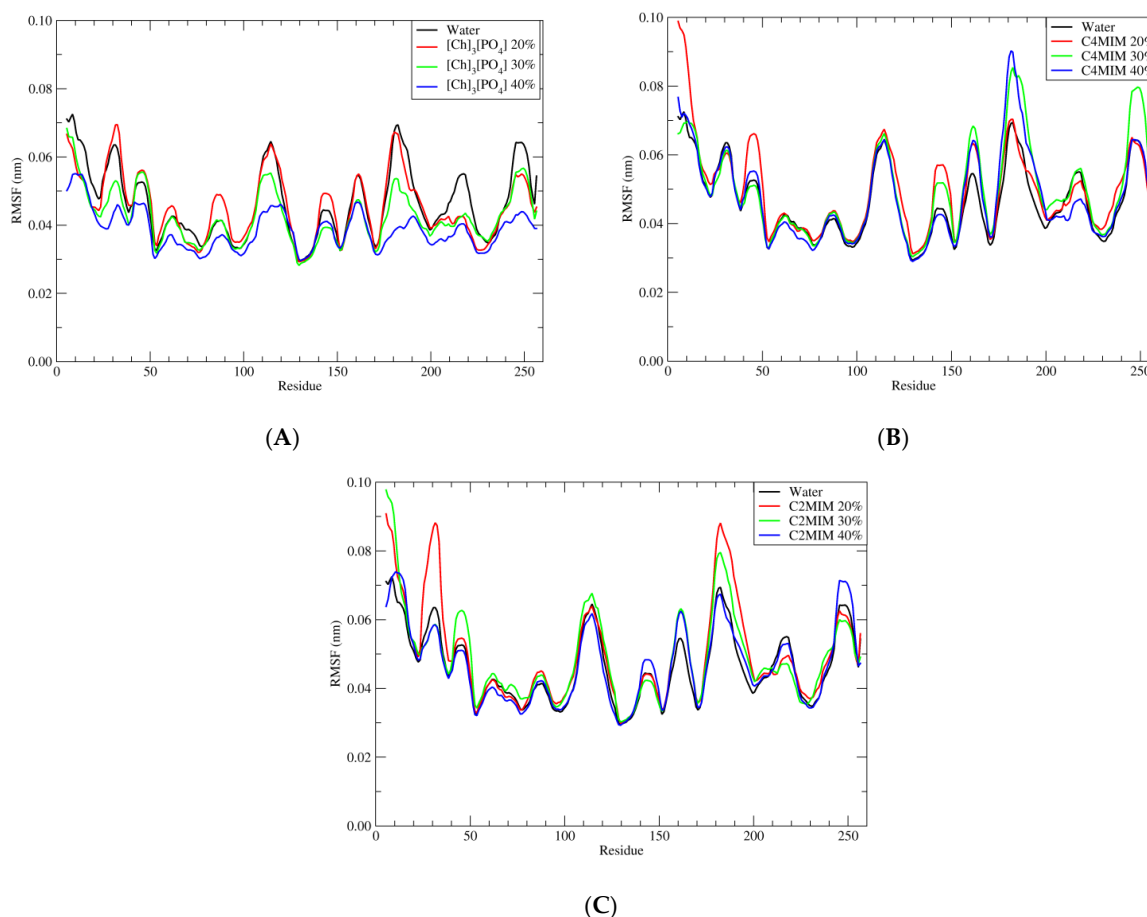 0.10
0.08
0.06
0.04
0.02
0.00
RMSF (nm)
0 50 100 150 200 250
Residue
Water
[Ch]3[PO4] 20%
[Ch]3[PO4] 30%
[Ch]3[PO4] 40%
(A)
0.10
0.08
0.06
0.04
0.02
0.00
RMSF (nm)
0 50 100 150 200 250
Residue
Water
C4MIM 20%
C4MIM 30%
C4MIM 40%
(B)
0.10
0.08
0.06
0.04
0.02
0.00
RMSF (nm)
0 50 100 150 200 250
Residue
Water
C2MIM 20%
C2MIM 30%
C2MIM 40%
(C)